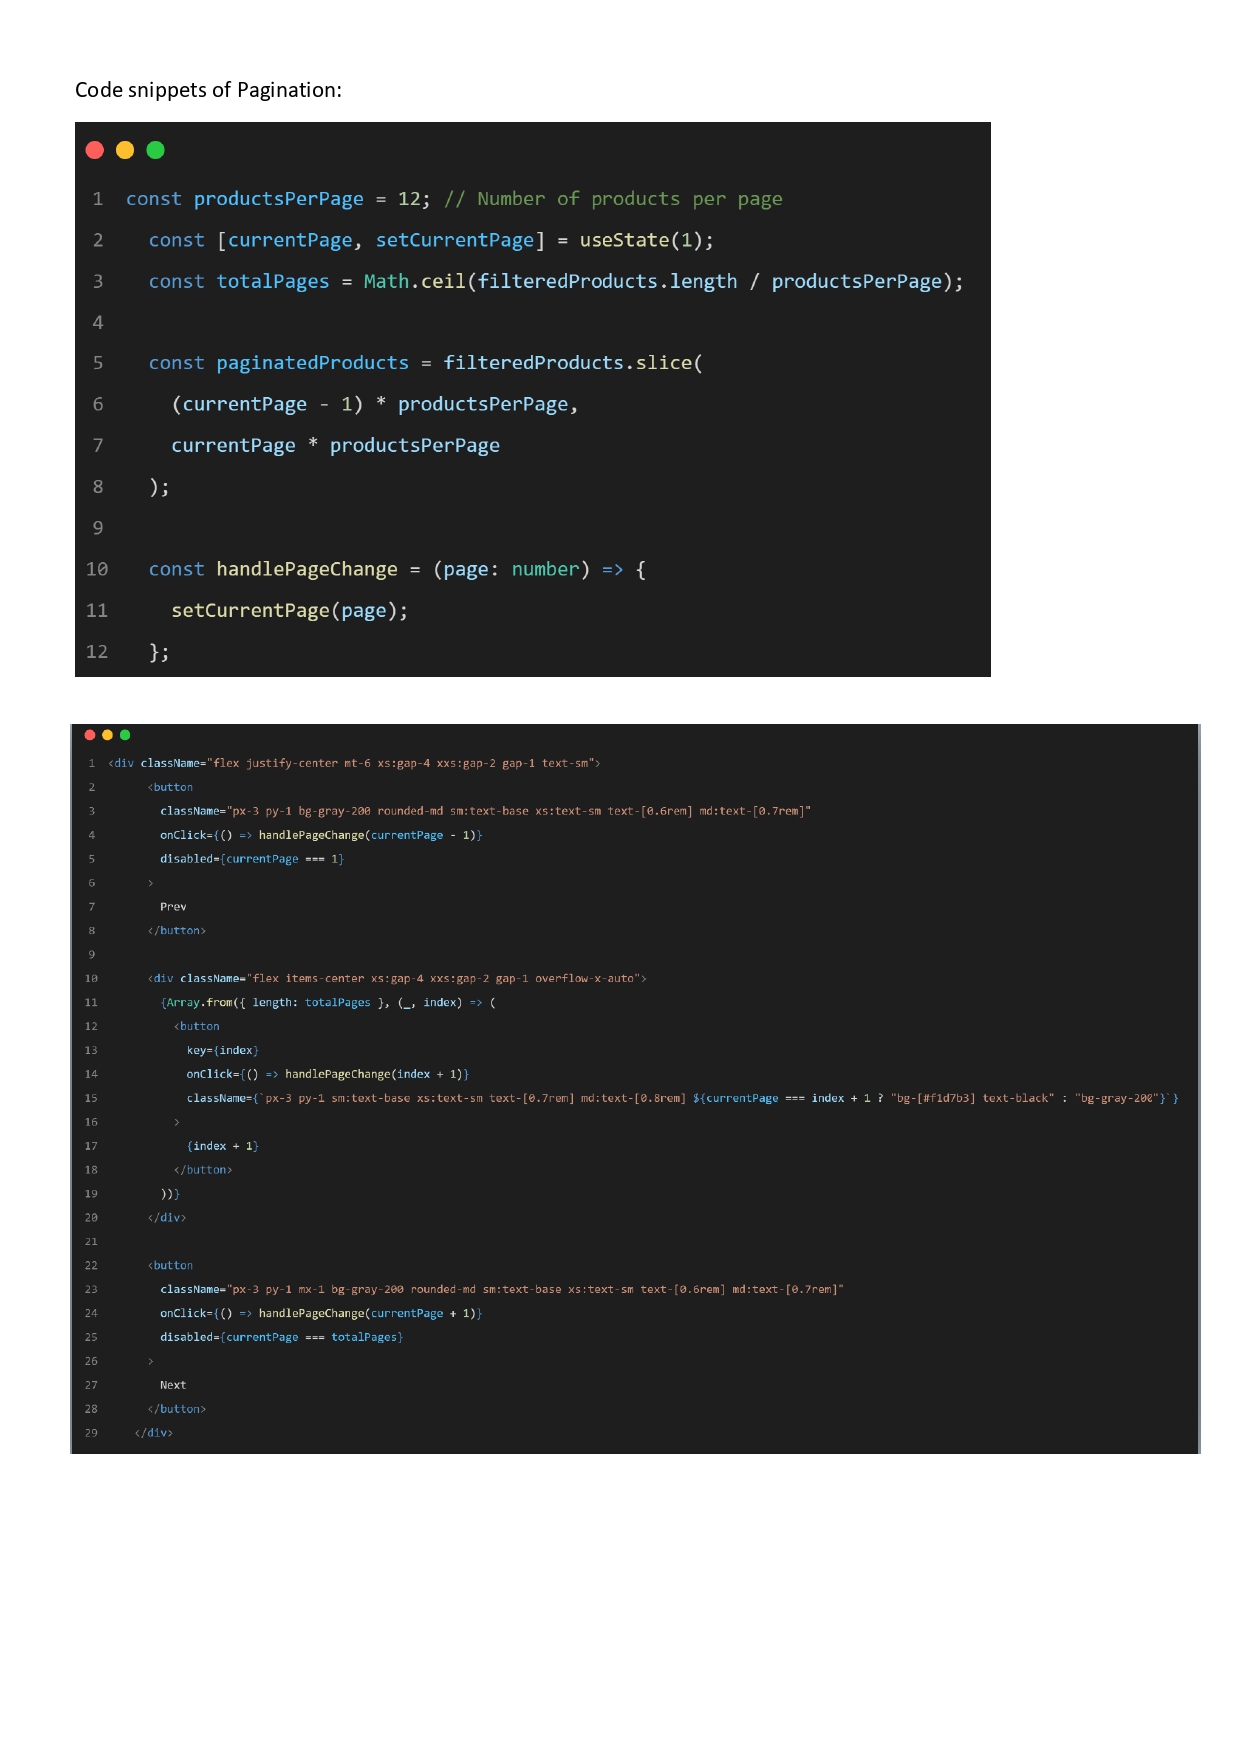 Code snippets of Pagination:
1 const productsPerPage = 12; // Number of products per page
2 const [currentPage, setCurrentPage] = useState(1);
3 const totalPages = Math.ceil(filteredProducts.length / productsPerPage);
4
5 const paginatedProducts = filteredProducts.slice(
6 (currentPage - 1) * productsPerPage,
7 currentPage * productsPerPage
8 );
9
10 const handlePageChange = (page: number) => {
11 setCurrentPage(page);
12 };
1 <div className="flex justify-center mt-6 xs:gap-4 xxs:gap-2 gap-1 text-sm">
2 <button
3 className="px-3 py-1 bg-gray-200 rounded-md sm:text-base xs:text-sm text-[0.6rem] md:text-[0.7rem]"
4 onClick={() => handlePageChange(currentPage - 1)}
5 disabled={currentPage === 1}
6 >
7 Prev
8 </button>
9
10 <div className="flex items-center xs:gap-4 xxs:gap-2 gap-1 overflow-x-auto">
11 {Array.from({ length: totalPages }, (_, index) => (
12 <button
13 key={index}
14 onClick={() => handlePageChange(index + 1)}
15 className={`px-3 py-1 sm:text-base xs:text-sm text-[0.7rem] md:text-[0.8rem] ${currentPage === index + 1 ? "bg-[#f1d7b3] text-black" : "bg-gray-200"}`}
16 >
17 {index + 1}
18 </button>
19 ))}
20 </div>
21
22 <button
23 className="px-3 py-1 mx-1 bg-gray-200 rounded-md sm:text-base xs:text-sm text-[0.6rem] md:text-[0.7rem]"
24 onClick={() => handlePageChange(currentPage + 1)}
25 disabled={currentPage === totalPages}
26 >
27 Next
28 </button>
29 </div>